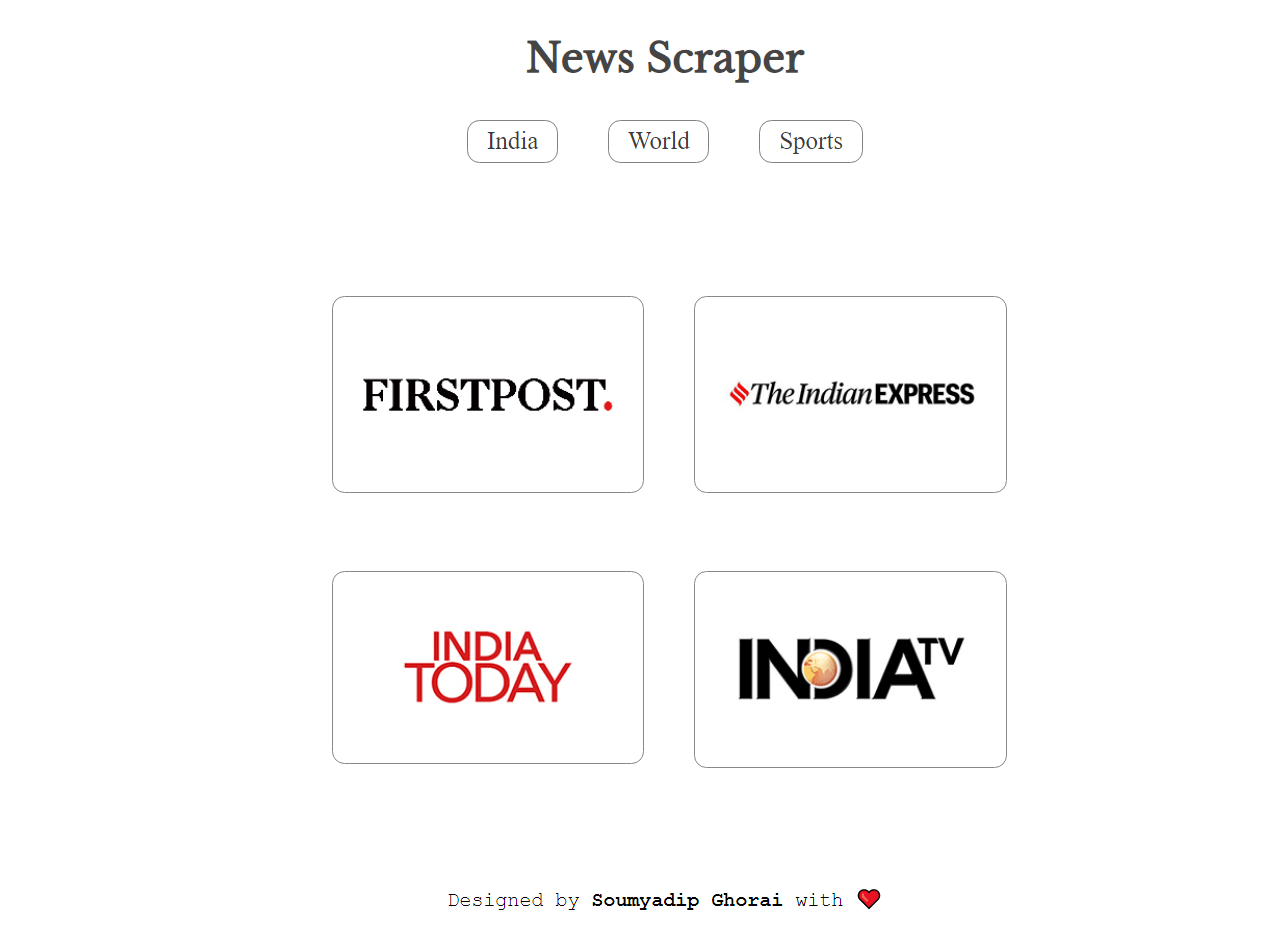 News Scraper
India World Sports
FIRSTPOST.
The Indian EXPRESS
INDIA
TODAY
INDIA TV
Designed by Soumyadip Ghorai with ❤️